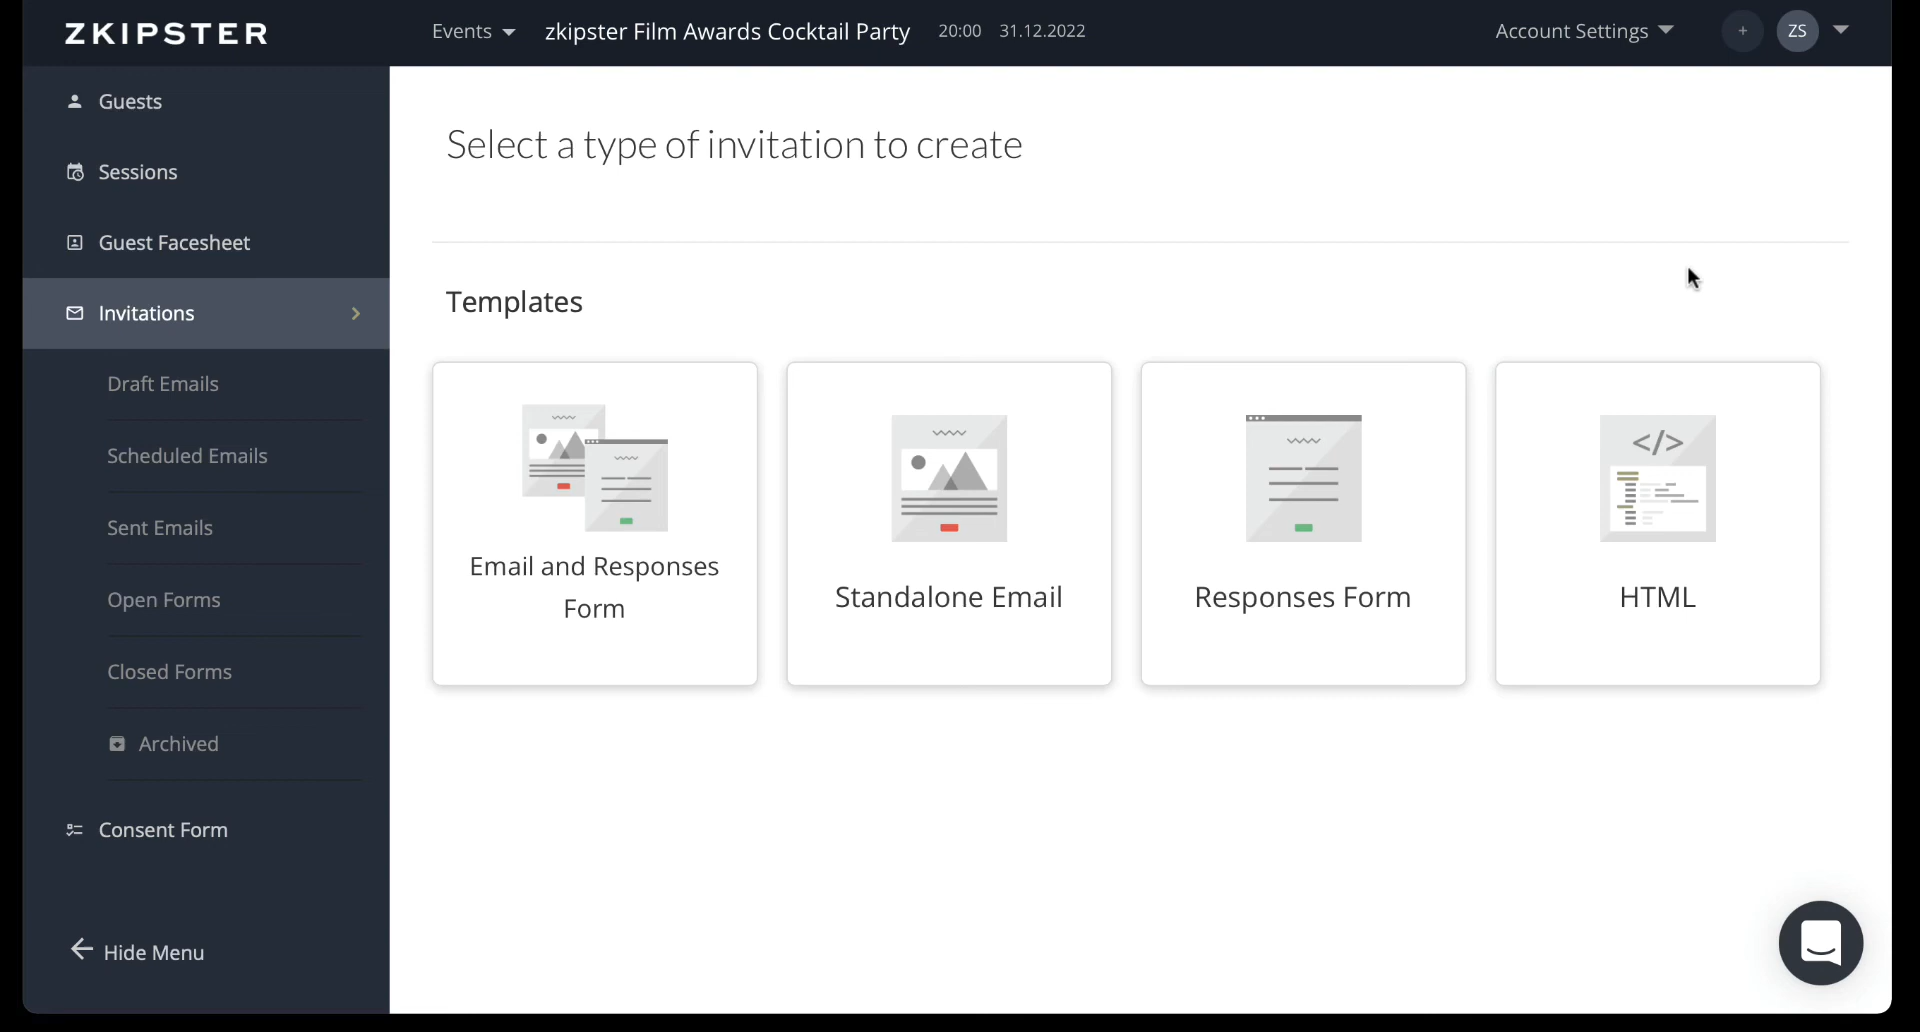 ZKIPSTER
Events
zkipster Film Awards Cocktail Party
20:00
31.12.2022
Account Settings
+
ZS
Guests
Sessions
Guest Facesheet
Invitations
Draft Emails
Scheduled Emails
Sent Emails
Open Forms
Closed Forms
Archived
Consent Form
Hide Menu
Select a type of invitation to create
Templates
Email and Responses
Form
Standalone Email
Responses Form
</>
HTML